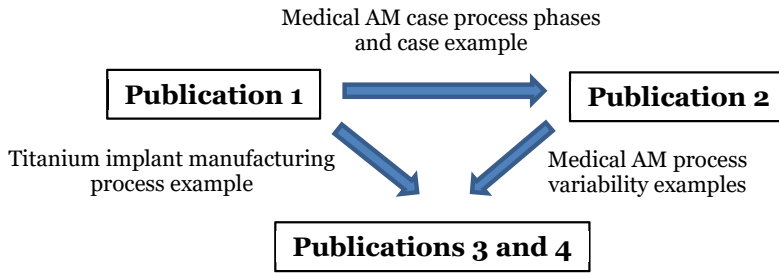 Medical AM case process phases
and case example
Publication 1
Publication 2
Titanium implant manufacturing
process example
Medical AM process
variability examples
Publications 3 and 4